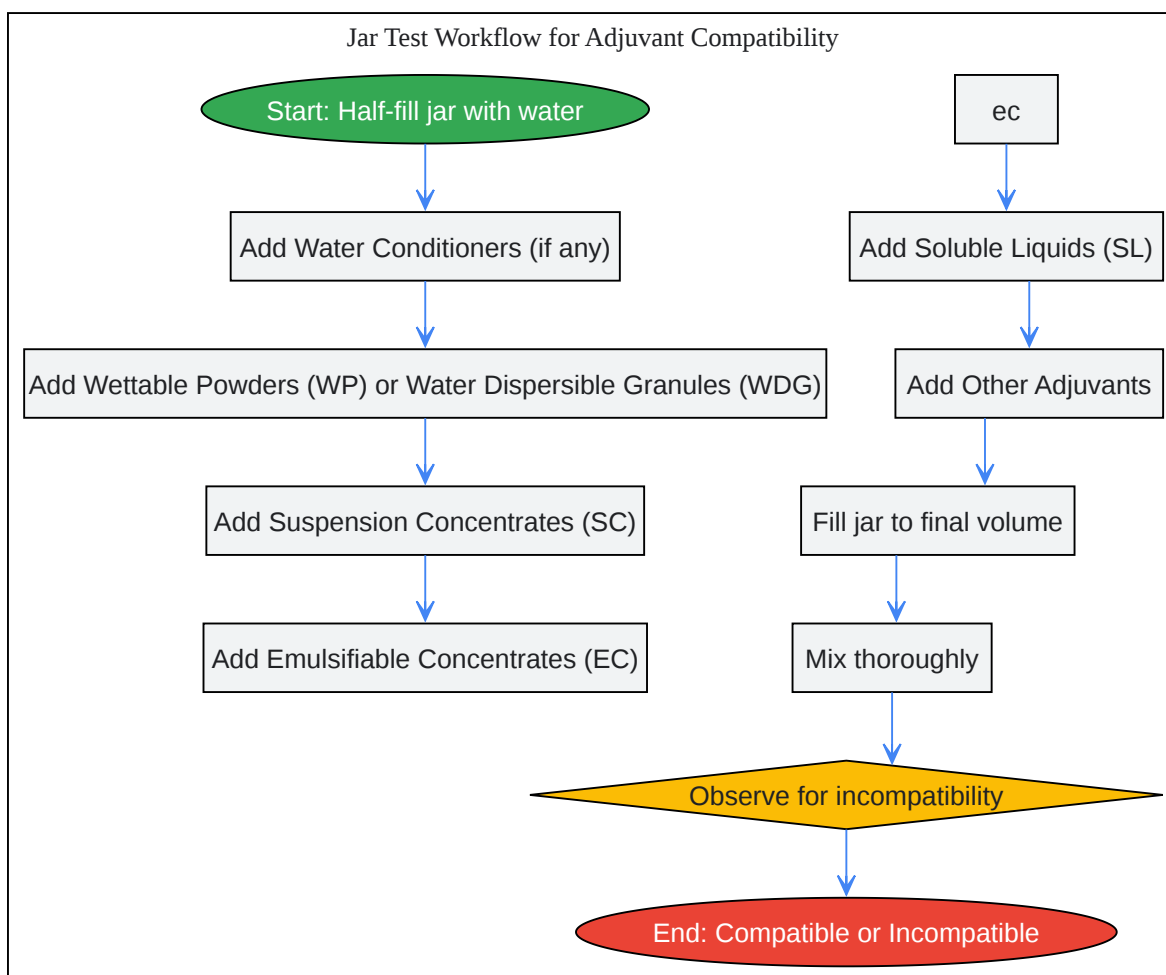 Jar Test Workflow for Adjuvant Compatibility
Start: Half-fill jar with water
Add Water Conditioners (if any)
Add Wettable Powders (WP) or Water Dispersible Granules (WDG)
Add Suspension Concentrates (SC)
Add Emulsifiable Concentrates (EC)
ec
Add Soluble Liquids (SL)
Add Other Adjuvants
Fill jar to final volume
Mix thoroughly
Observe for incompatibility
End: Compatible or Incompatible